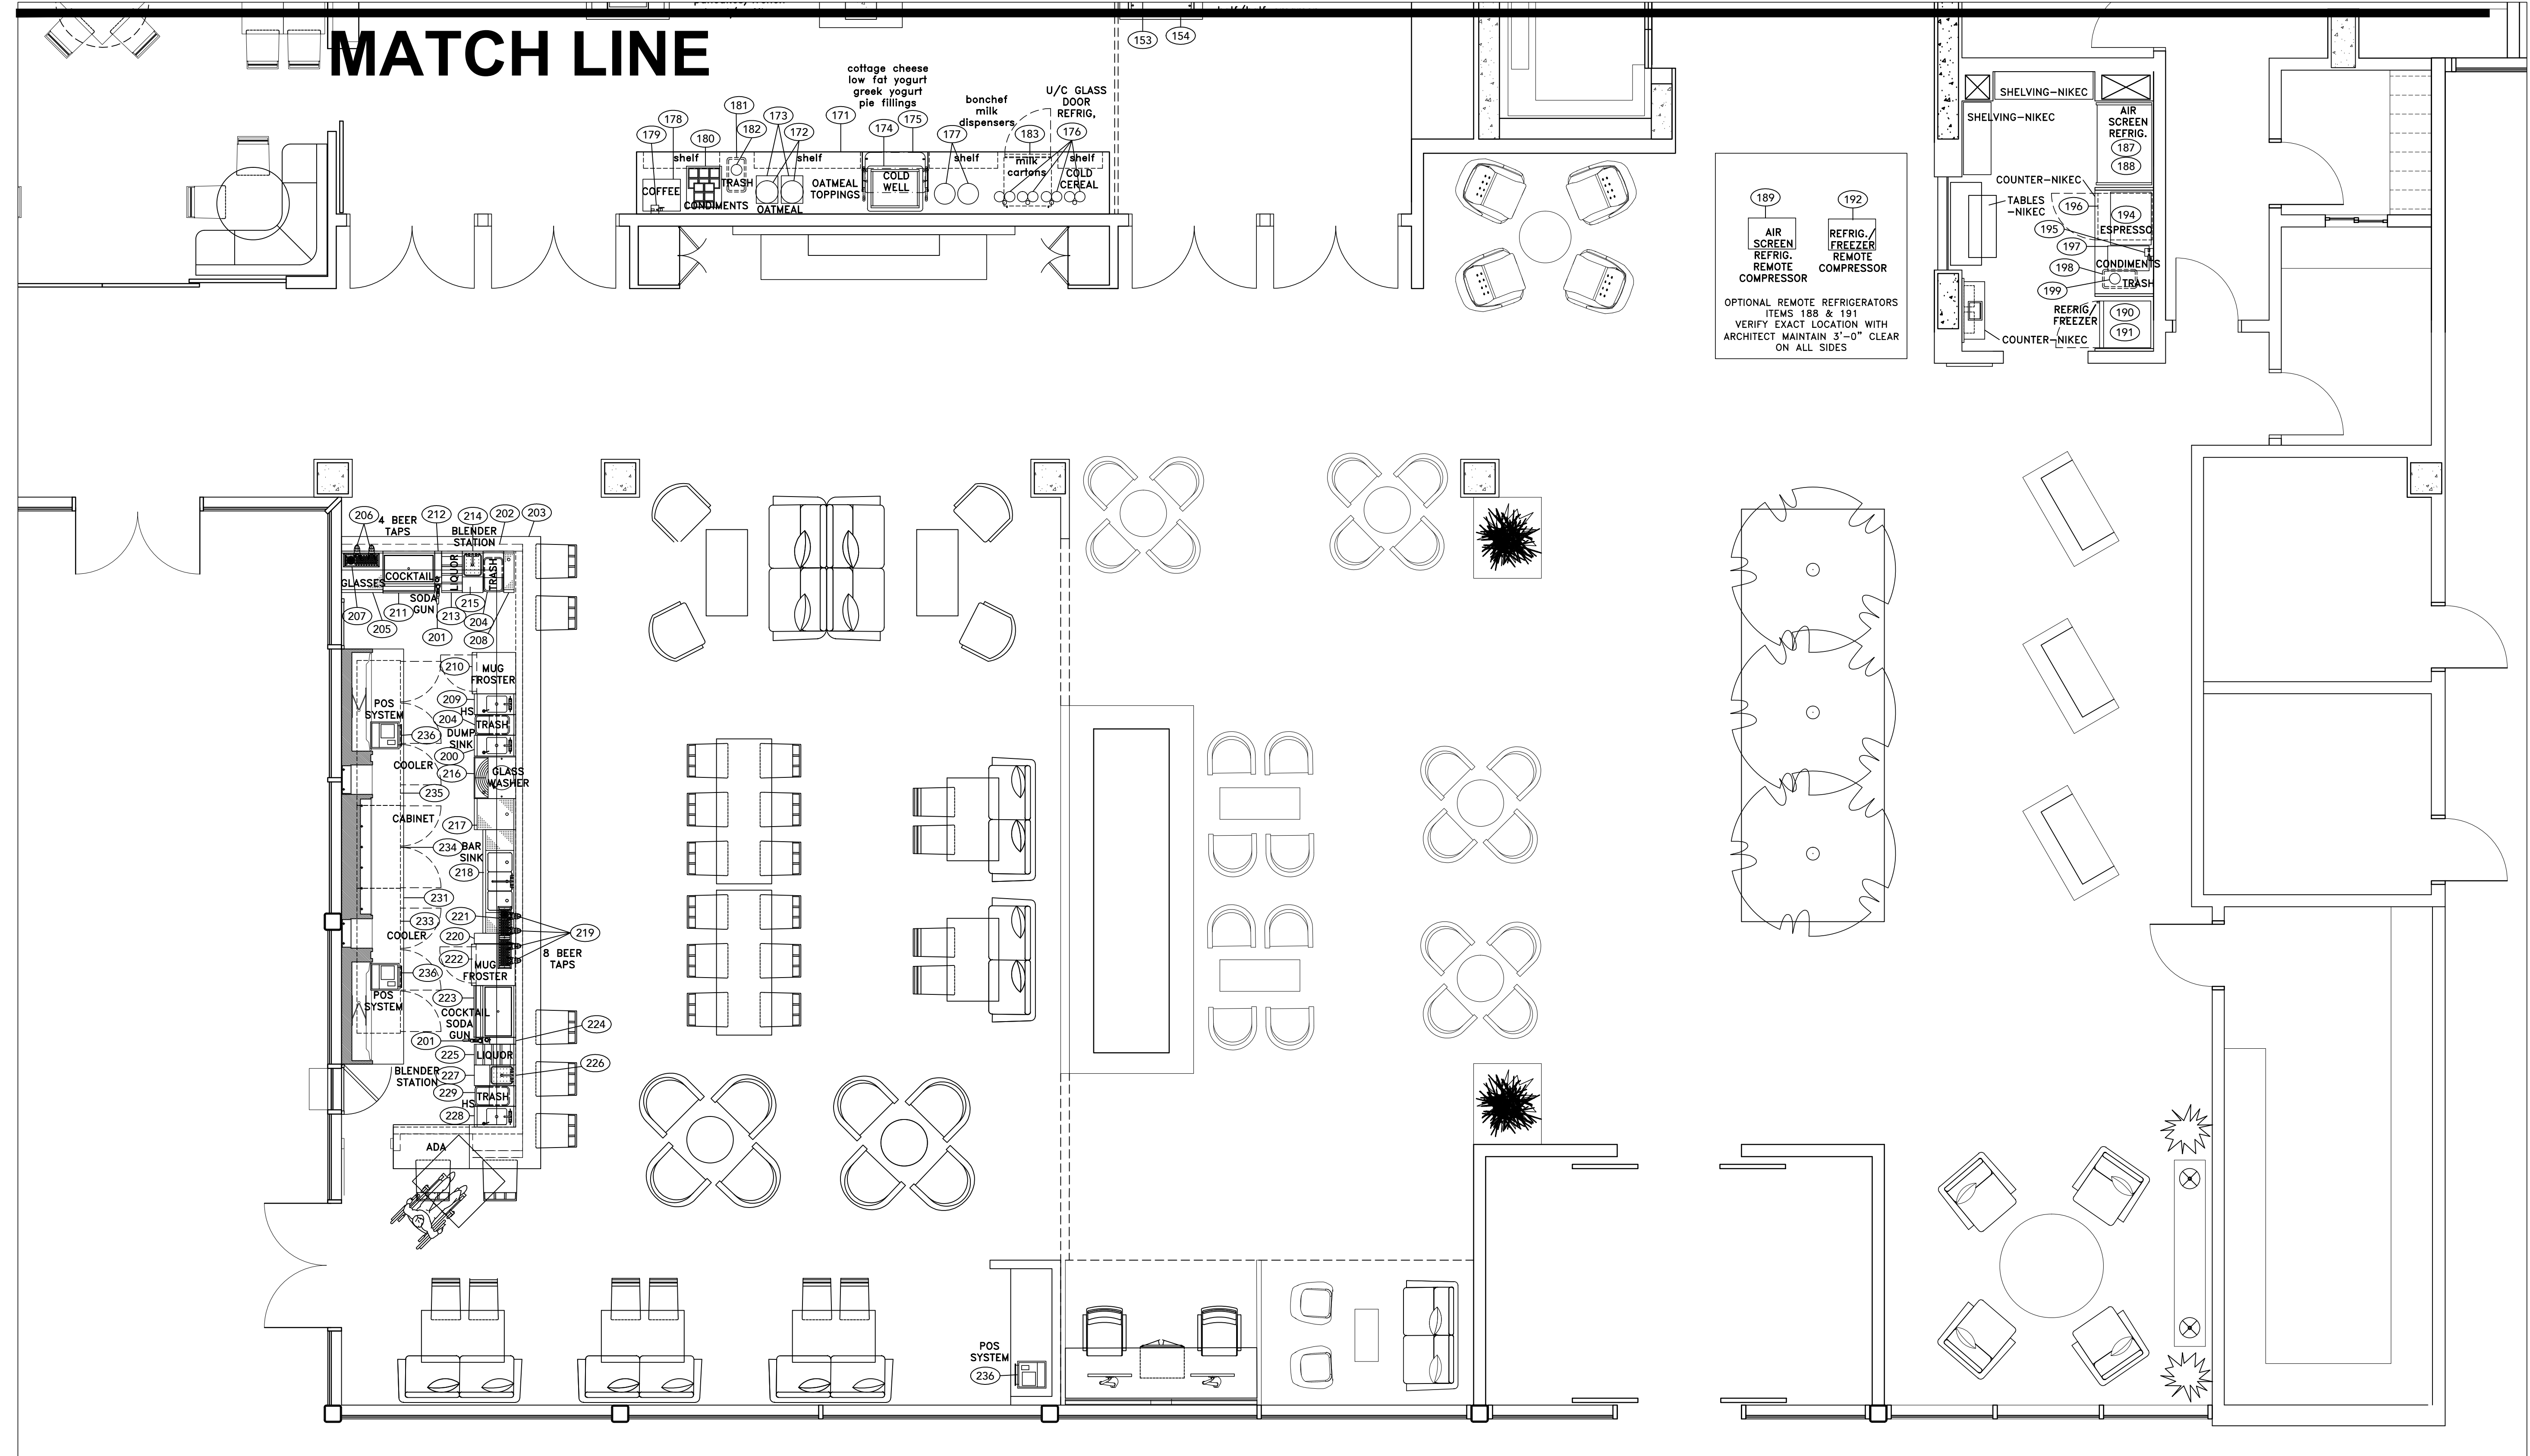 MATCH LINE
153
154
cottage cheese
low fat yogurt
greek yogurt
pie fillings
bonchef
milk
dispensers
U/C GLASS
DOOR
REFRIG,
181
173
171
175
178
179
180
182
172
174
177
183
176
shelf
shelf
shelf
milk
cartons
shelf
COFFEE
TRASH
CONDIMENTS
OATMEAL
OATMEAL
TOPPINGS
COLD
WELL
COLD
CEREAL
189
AIR
SCREEN
REFRIG.
REMOTE
COMPRESSOR
192
REFRIG./
FREEZER
REMOTE
COMPRESSOR
OPTIONAL REMOTE REFRIGERATORS
ITEMS 188 & 191
VERIFY EXACT LOCATION WITH
ARCHITECT MAINTAIN 3'-0" CLEAR
ON ALL SIDES
SHELVING-NIKEC
SHELVING-NIKEC
AIR
SCREEN
REFRIG.
187
188
COUNTER-NIKEC
TABLES
-NIKEC
196
194
ESPRESSO
195
197
CONDIMENTS
198
TRASH
199
REFRIG/
FREEZER
190
191
COUNTER-NIKEC
206
4 BEER
TAPS
212
214
202
203
BLENDER
STATION
GLASSES
COCKTAIL
LIQUOR
TRASH
SODA
GUN
207
205
211
201
213
215
204
208
210
MUG
FROSTER
209
HS
204
TRASH
POS
SYSTEM
236
DUMP
SINK
200
COOLER
216
GLASS
WASHER
235
CABINET
217
234
BAR
SINK
218
231
221
233
219
COOLER
220
8 BEER
TAPS
222
MUG
FROSTER
236
POS
SYSTEM
223
COCKTAIL
SODA
GUN
224
201
225
LIQUOR
226
BLENDER
STATION
227
229
TRASH
HS
228
ADA
POS
SYSTEM
236